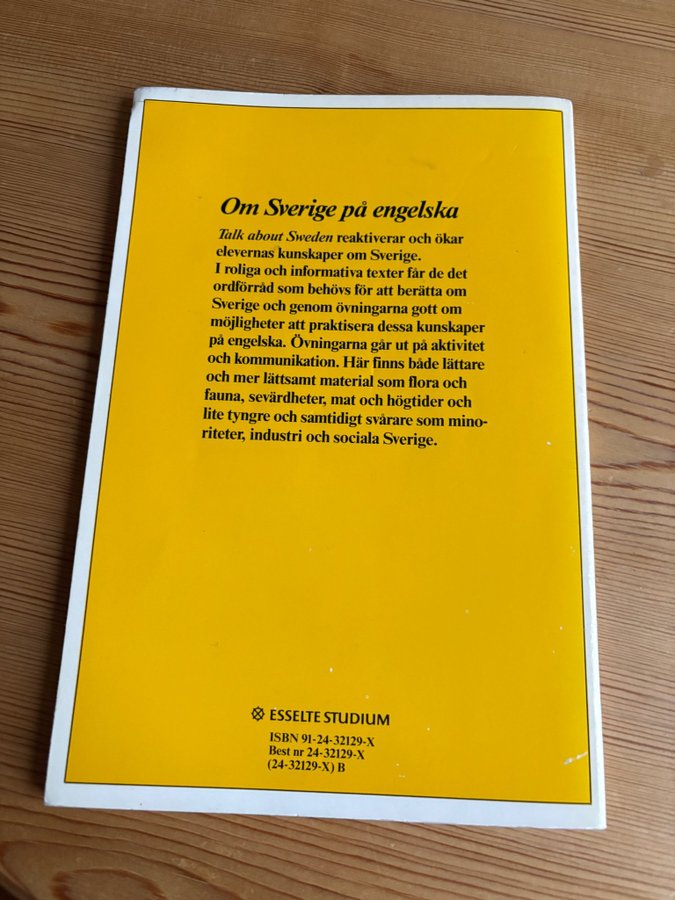 Om Sverige på engelska
Talk about Sweden reaktiverar och ökar
elevernas kunskaper om Sverige.
I roliga och informativa texter får de det
ordförråd som behövs för att berätta om
Sverige och genom övningarna gott om
möjligheter att praktisera dessa kunskaper
på engelska. Övningarna går ut på aktivitet
och kommunikation. Här finns både lättare
och mer lättsamt material som flora och
fauna, sevärdheter, mat och högtider och
lite tyngre och samtidigt svårare som mino-
riteter, industri och sociala Sverige.
ESSELTE STUDIUM
ISBN 91-24-32129-X
Best nr 24-32129-X
(24-32129-X) B